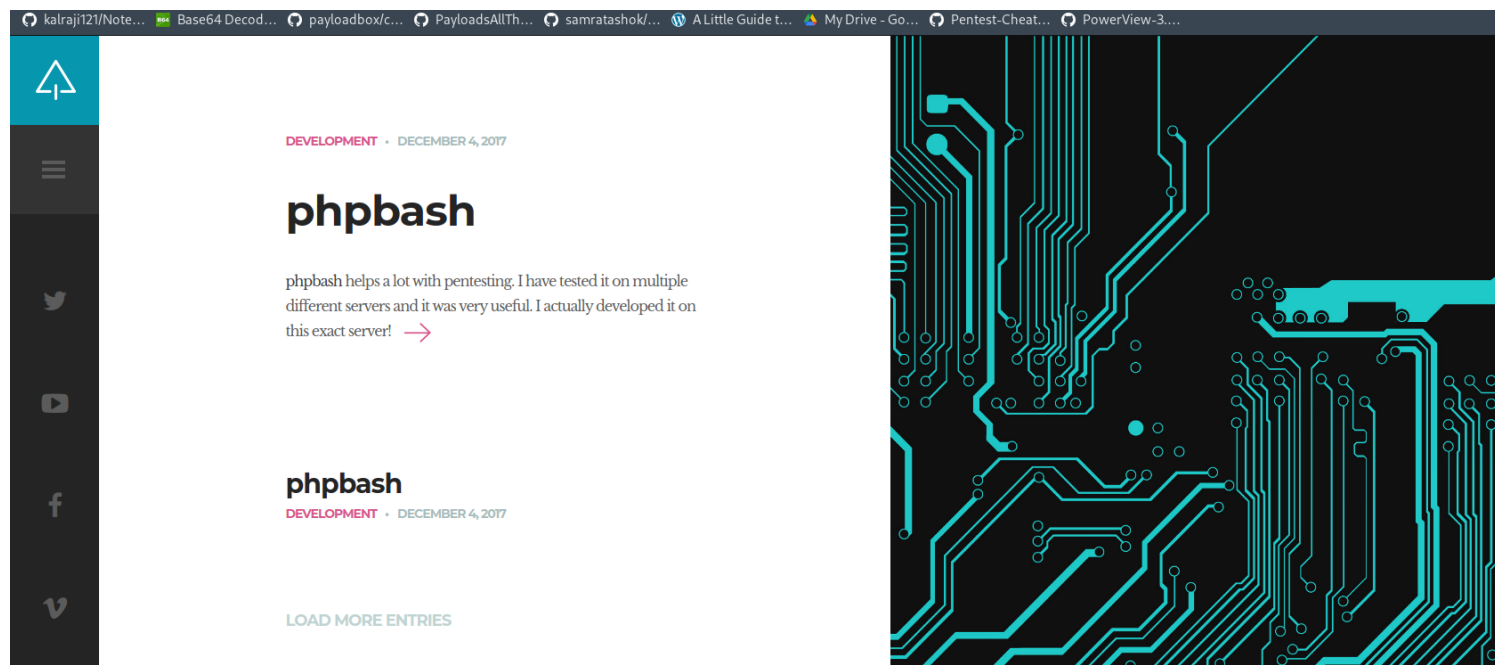 kalraji121/Note... Base64 Decod... payloadbox/c... PayloadsAllTh... samratashok/... A Little Guide t... My Drive - Go... Pentest-Cheat... PowerView-3....
DEVELOPMENT • DECEMBER 4, 2017
phpbash
phpbash helps a lot with pentesting. I have tested it on multiple
different servers and it was very useful. I actually developed it on
this exact server!
phpbash
DEVELOPMENT • DECEMBER 4, 2017
LOAD MORE ENTRIES